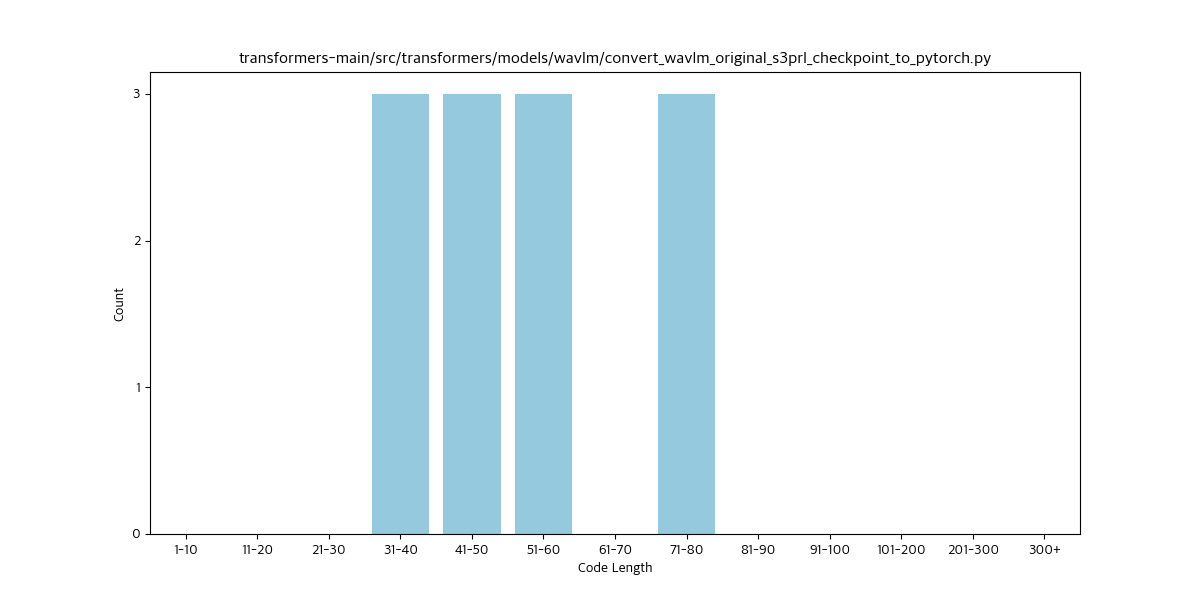 transformers-main/src/transformers/models/wavlm/convert_wavlm_original_s3prl_checkpoint_to_pytorch.py
3
2
1
0
Count
1-10 11-20 21-30 31-40 41-50 51-60 61-70 71-80 81-90 91-100 101-200 201-300 300+
Code Length